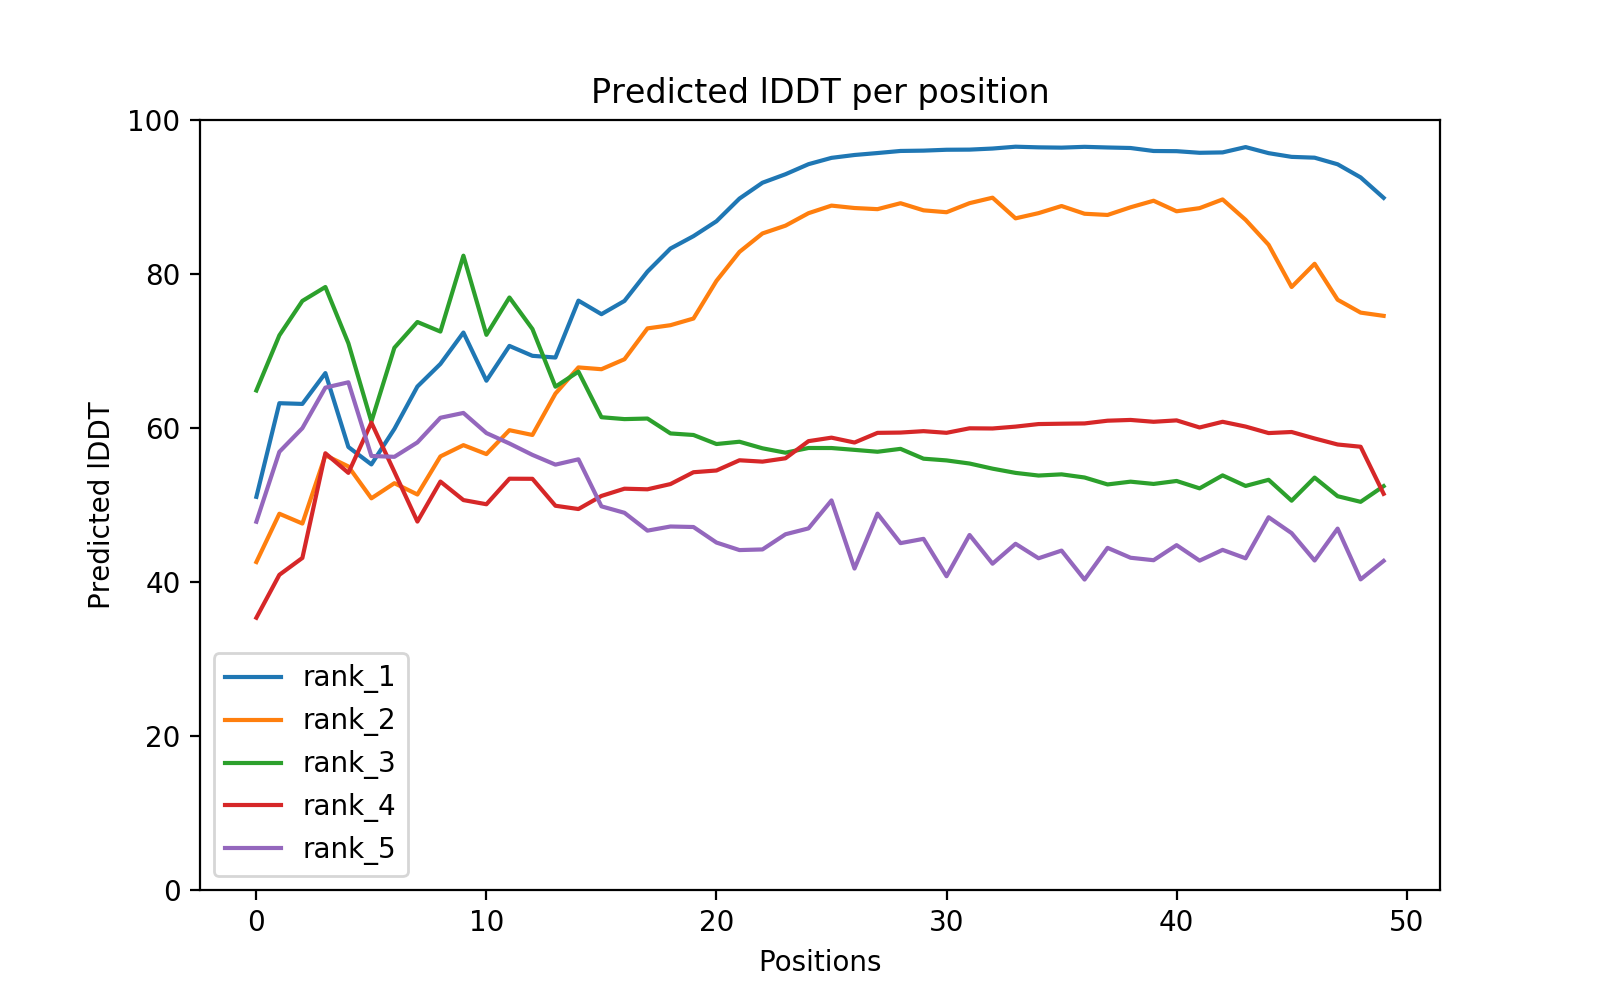 Predicted lDDT per position
100
80
60
40
20
0
Predicted lDDT
rank_1
rank_2
rank_3
rank_4
rank_5
0 10 20 30 40 50
Positions